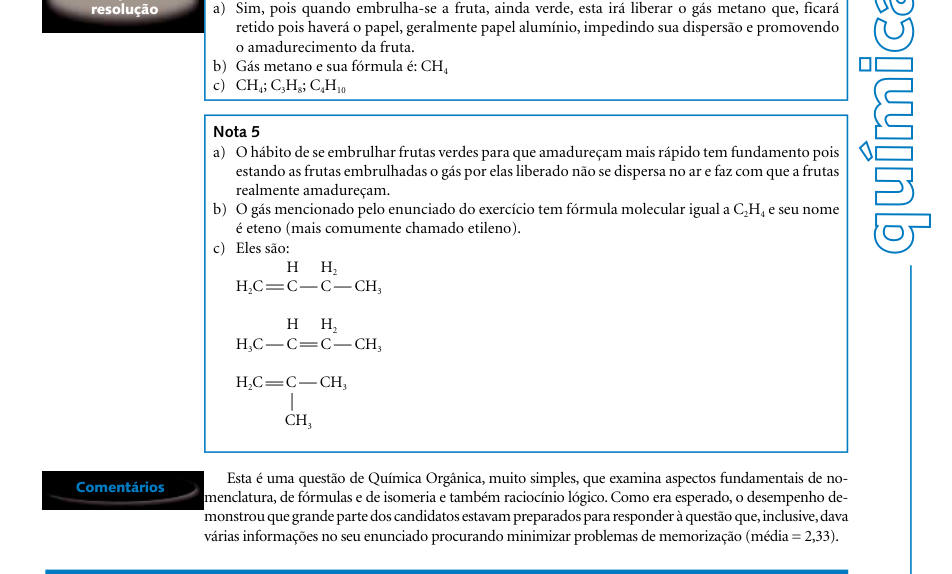 resolução
a) Sim, pois quando embrulha-se a fruta, ainda verde, esta irá liberar o gás metano que, ficará
retido pois haverá o papel, geralmente papel alumínio, impedindo sua dispersão e promovendo
o amadurecimento da fruta.
b) Gás metano e sua fórmula é: CH₄
c) CH₄; C₃H₈; C₄H₁₀
Nota 5
a) O hábito de se embrulhar frutas verdes para que amadureçam mais rápido tem fundamento pois
estando as frutas embrulhadas o gás por elas liberado não se dispersa no ar e faz com que a frutas
realmente amadureçam.
b) O gás mencionado pelo enunciado do exercício tem fórmula molecular igual a C₂H₄ e seu nome
é eteno (mais comumente chamado etileno).
c) Eles são:
H H₂
H₂C=C—C—CH₃
H H₂
H₃C—C=C—CH₃
H₂C=C—CH₃
|
CH₃
Comentários
Esta é uma questão de Química Orgânica, muito simples, que examina aspectos fundamentais de no-
menclatura, de fórmulas e de isomeria e também raciocínio lógico. Como era esperado, o desempenho de-
monstrou que grande parte dos candidatos estavam preparados para responder à questão que, inclusive, dava
várias informações no seu enunciado procurando minimizar problemas de memorização (média = 2,33).
química